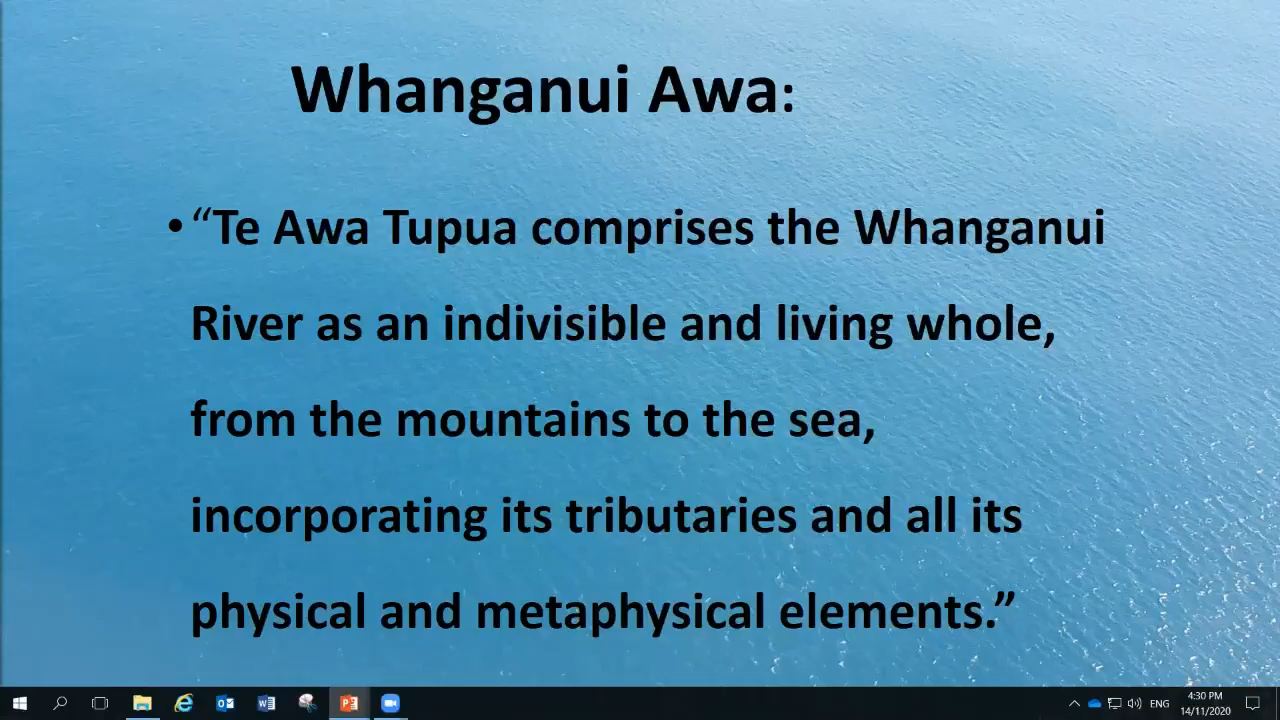 Whanganui Awa:
• “Te Awa Tupua comprises the Whanganui
River as an indivisible and living whole,
from the mountains to the sea,
incorporating its tributaries and all its
physical and metaphysical elements.”
ENG
4:30 PM
14/11/2020